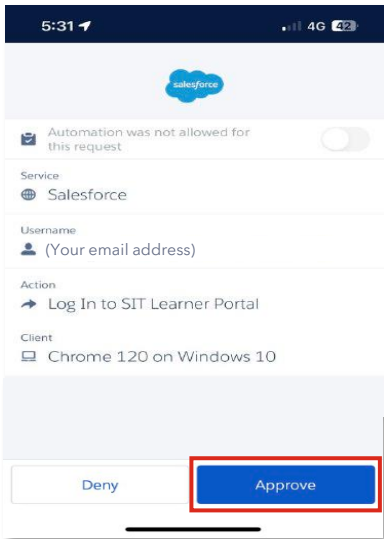 5:31
4G 42
salesforce
Automation was not allowed for
this request
Service
Salesforce
Username
(Your email address)
Action
Log In to SIT Learner Portal
Client
Chrome 120 on Windows 10
Deny
Approve